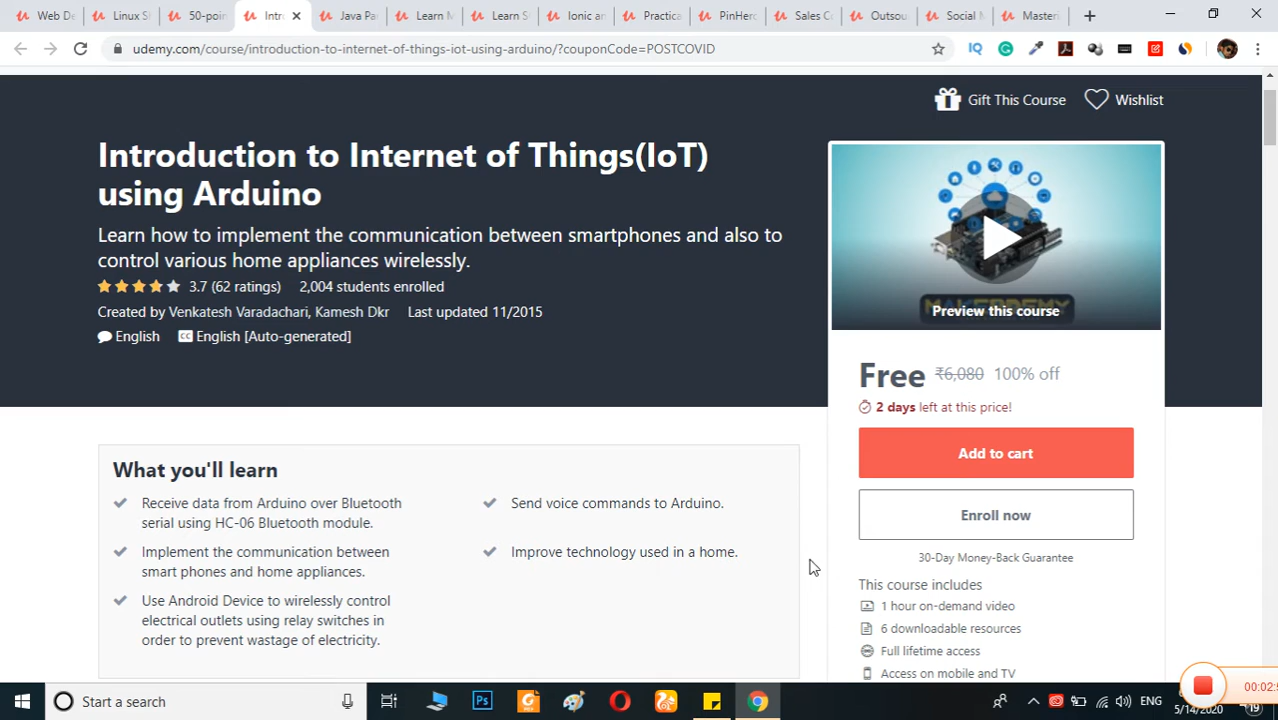 Web De
Linux S
50-poin
Intr
Java Pa
Learn M
Learn S
Ionic a
Practica
PinHero
Sales C
Outsou
Social M
Masteri
udemy.com/course/introduction-to-internet-of-things-iot-using-arduino/?couponCode=POSTCOVID
IQ
Gift This Course
Wishlist
Introduction to Internet of Things(IoT)
using Arduino
Learn how to implement the communication between smartphones and also to
control various home appliances wirelessly.
3.7 (62 ratings) 2,004 students enrolled
Created by Venkatesh Varadachari, Kamesh Dkr Last updated 11/2015
English CC English [Auto-generated]
Preview this course
Free ₹6,080 100% off
2 days left at this price!
Add to cart
Enroll now
30-Day Money-Back Guarantee
This course includes
1 hour on-demand video
6 downloadable resources
Full lifetime access
Access on mobile and TV
What you'll learn
Receive data from Arduino over Bluetooth
serial using HC-06 Bluetooth module.
Implement the communication between
smart phones and home appliances.
Use Android Device to wirelessly control
electrical outlets using relay switches in
order to prevent wastage of electricity.
Send voice commands to Arduino.
Improve technology used in a home.
Start a search
Ps
ENG
5/14/2020
19
00:02:5